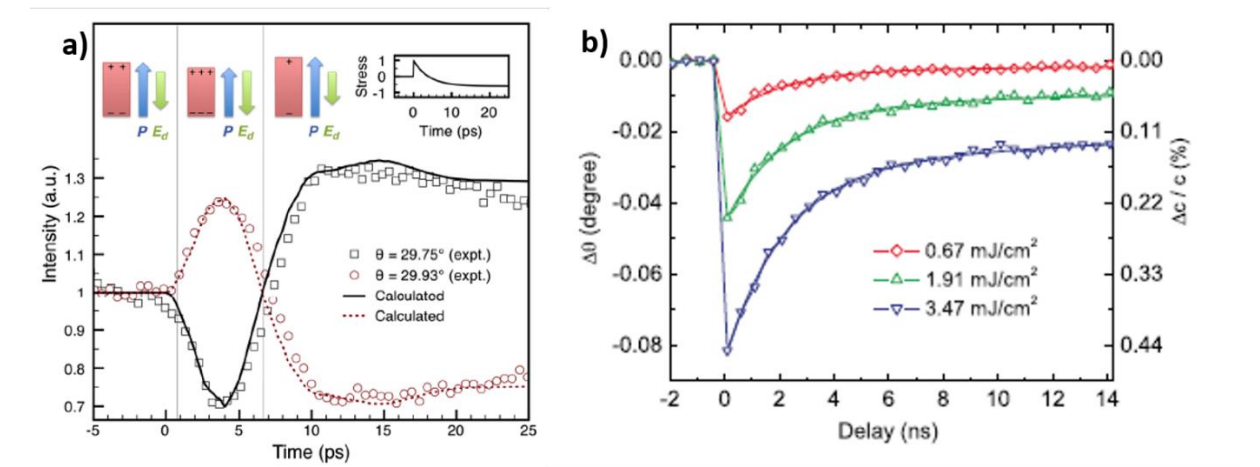 a)
+ +
− −
P Ed
+++
−−−
P Ed
+
−
P Ed
Stress
1
0
-1
0 10 20
Time (ps)
Intensity (a.u.)
1.3
1.2
1.1
1
0.9
0.8
0.7
θ = 29.75° (expt.)
θ = 29.93° (expt.)
Calculated
Calculated
-5 0 5 10 15 20 25
Time (ps)
b)
Δθ (degree)
0.00
-0.02
-0.04
-0.06
-0.08
0.67 mJ/cm²
1.91 mJ/cm²
3.47 mJ/cm²
0.00
0.11
0.22
0.33
0.44
Δc / c (%)
-2 0 2 4 6 8 10 12 14
Delay (ns)